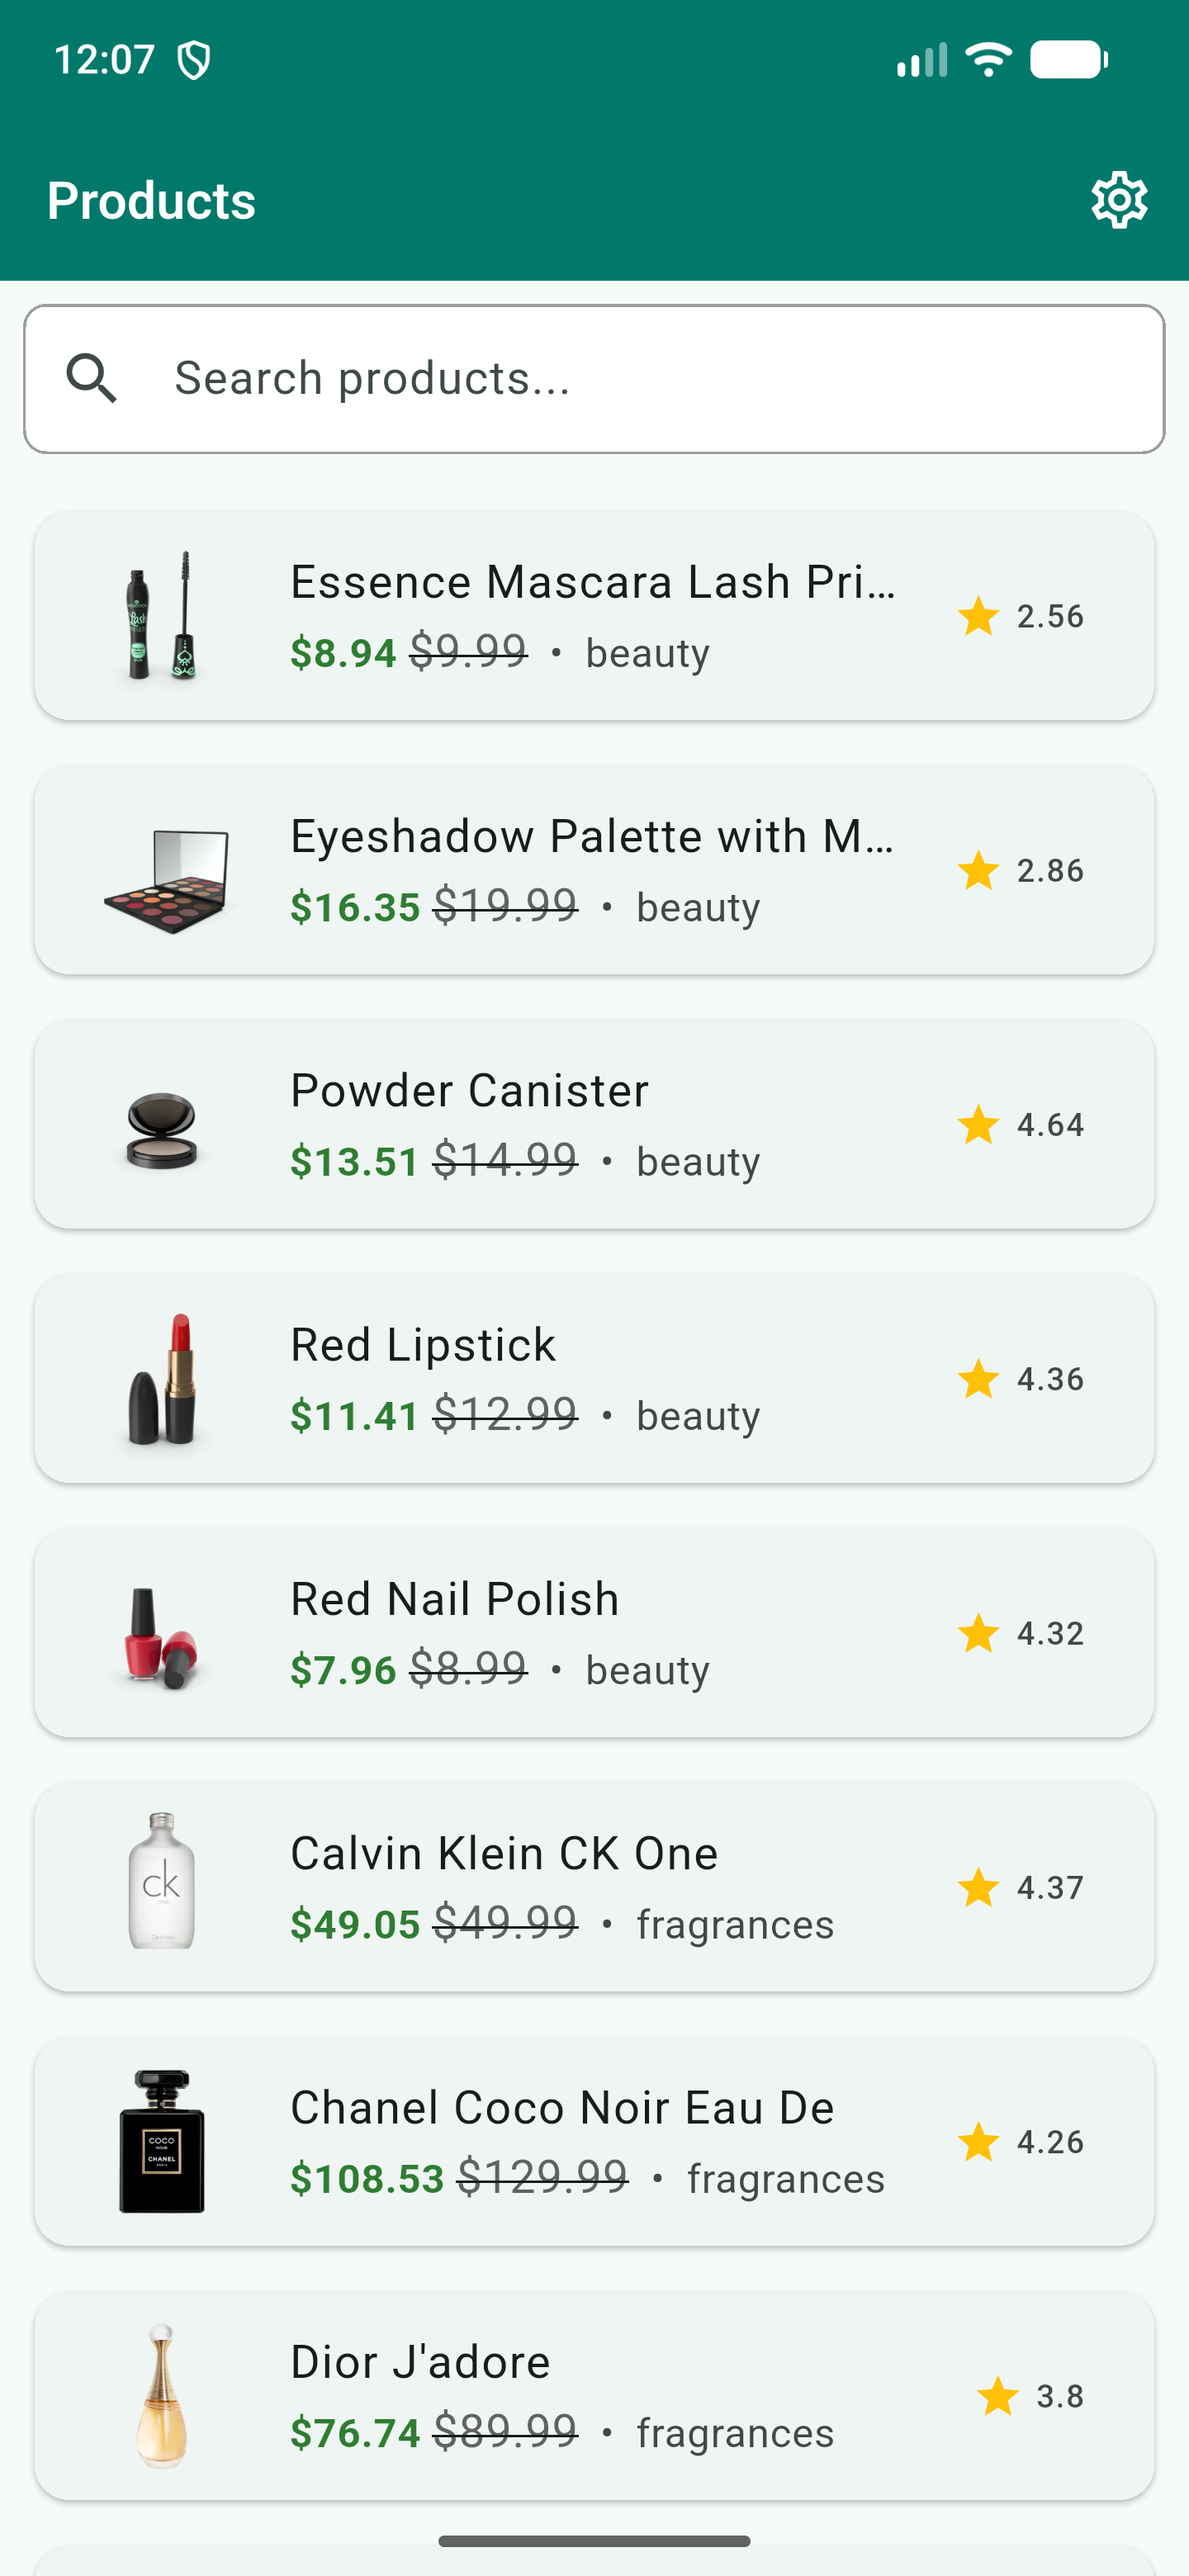 12:07
Products
Search products...
Essence Mascara Lash Pri...
$8.94 $9.99 • beauty
2.56
Eyeshadow Palette with M...
$16.35 $19.99 • beauty
2.86
Powder Canister
$13.51 $14.99 • beauty
4.64
Red Lipstick
$11.41 $12.99 • beauty
4.36
Red Nail Polish
$7.96 $8.99 • beauty
4.32
ck
Calvin Klein CK One
$49.05 $49.99 • fragrances
4.37
COCO
NOIR
CHANEL
Chanel Coco Noir Eau De
$108.53 $129.99 • fragrances
4.26
Dior J'adore
$76.74 $89.99 • fragrances
3.8